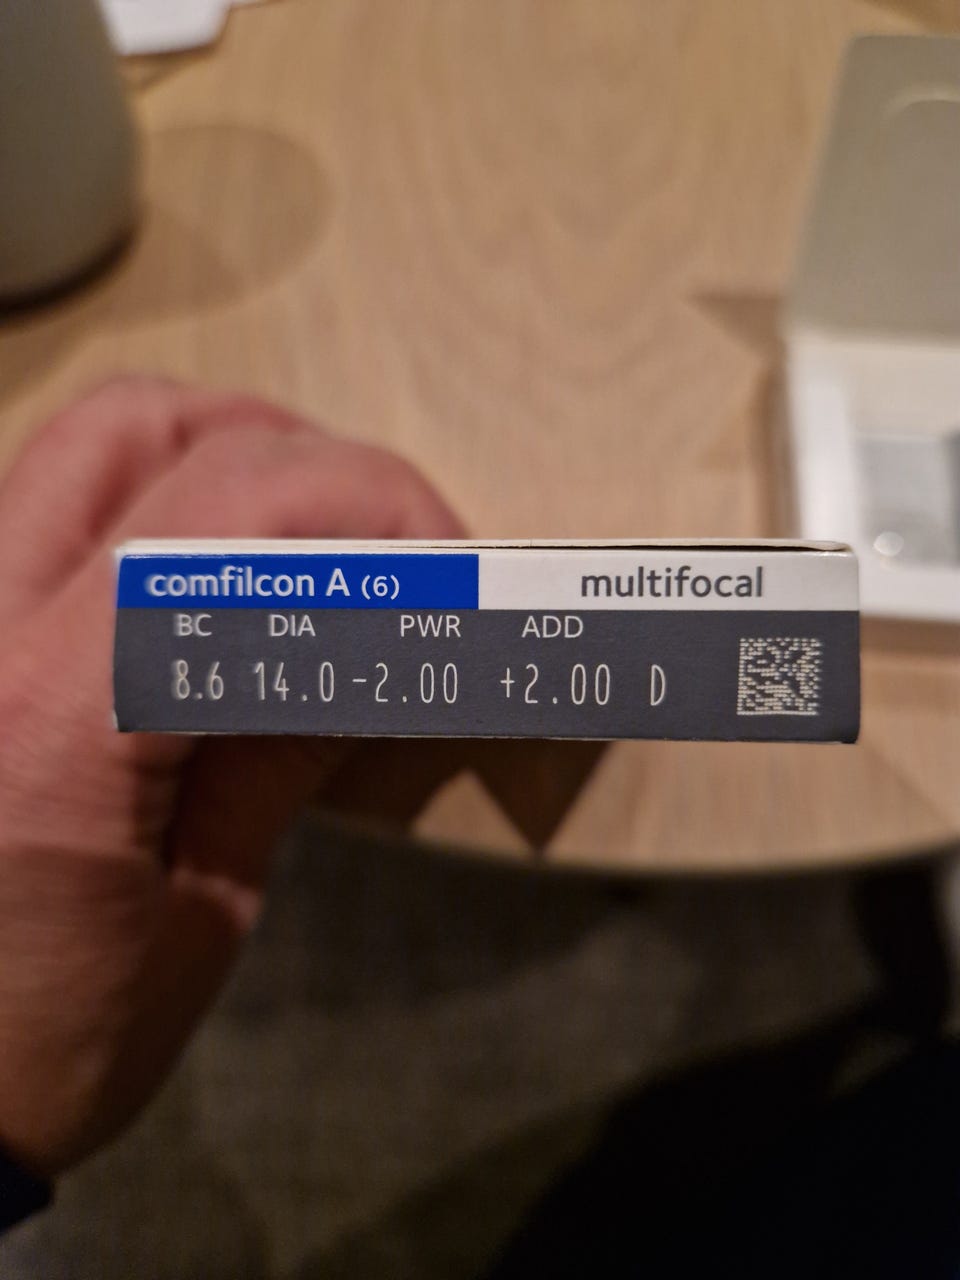 comfilcon A (6) multifocal
BC DIA PWR ADD
8.6 14.0 -2.00 +2.00 D